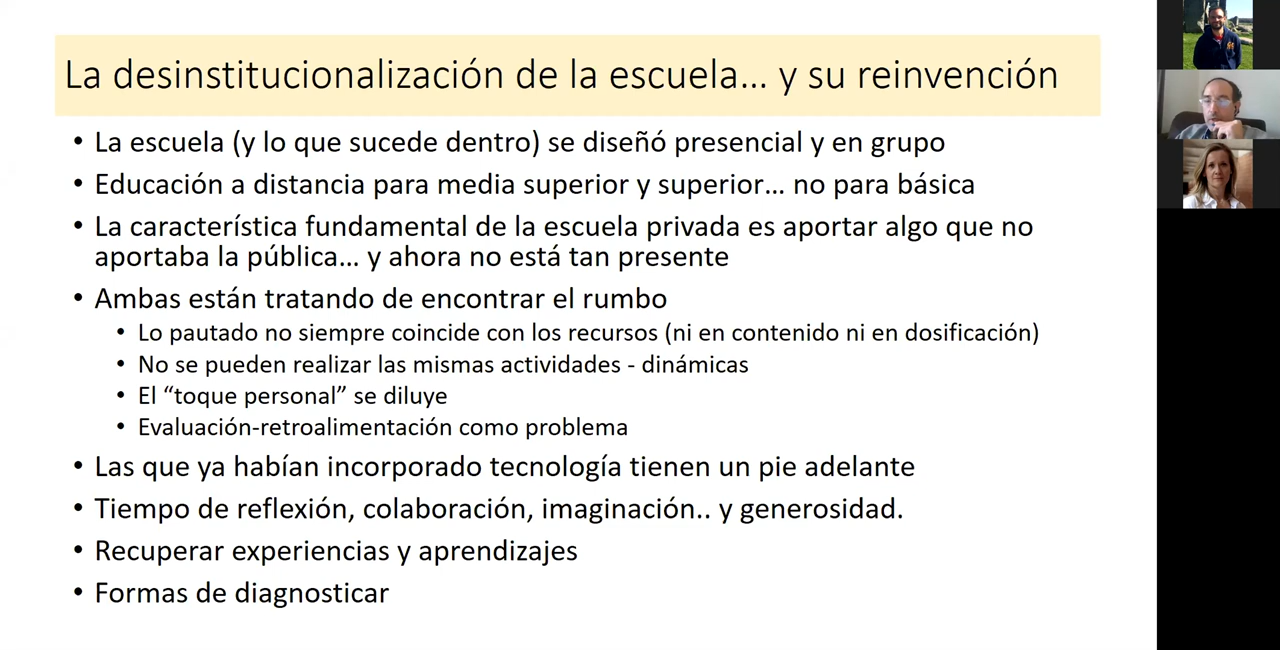 La desinstitucionalización de la escuela... y su reinvención
• La escuela (y lo que sucede dentro) se diseñó presencial y en grupo
• Educación a distancia para media superior y superior... no para básica
• La característica fundamental de la escuela privada es aportar algo que no
aportaba la pública... y ahora no está tan presente
• Ambas están tratando de encontrar el rumbo
• Lo pautado no siempre coincide con los recursos (ni en contenido ni en dosificación)
• No se pueden realizar las mismas actividades - dinámicas
• El “toque personal” se diluye
• Evaluación-retroalimentación como problema
• Las que ya habían incorporado tecnología tienen un pie adelante
• Tiempo de reflexión, colaboración, imaginación.. y generosidad.
• Recuperar experiencias y aprendizajes
• Formas de diagnosticar